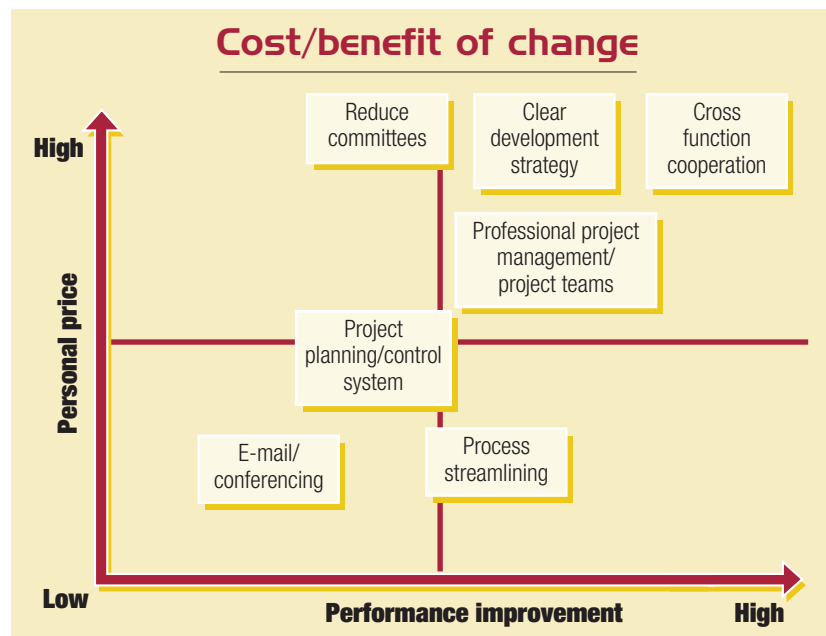 Cost/benefit of change
High
Reduce
committees
Clear
development
strategy
Cross
function
cooperation
Professional project
management/
project teams
Personal price
Project
planning/control
system
E-mail/
conferencing
Process
streamlining
Low
Performance improvement
High